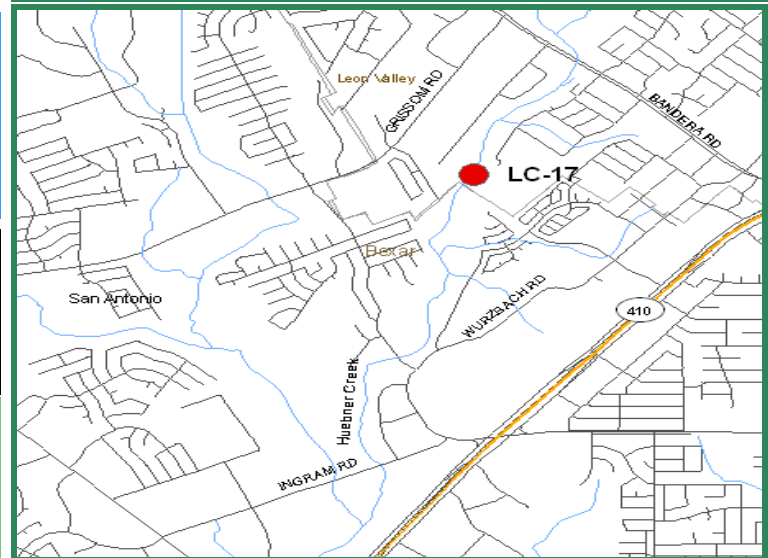 Leon Valley
GRISSOM RD
BANDERA RD
LC-17
Bexar
San Antonio
WURZBACH RD
410
Huebner Creek
INGRAM RD